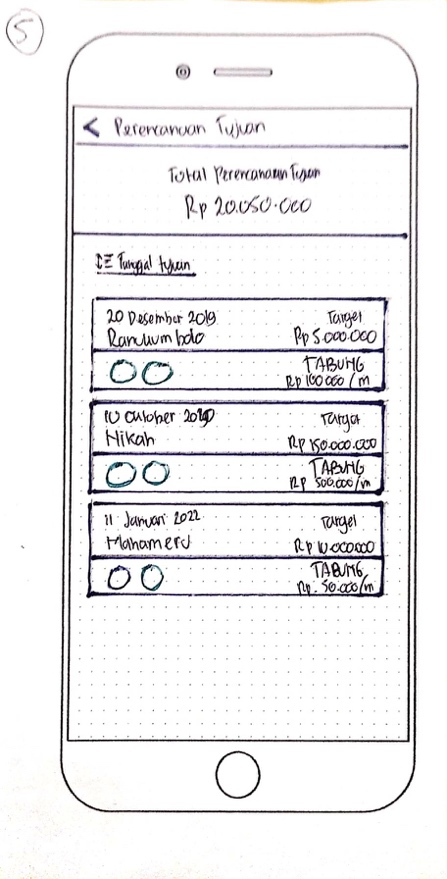 5
< Perencanaan Tujuan
Total Perencanaan Tujuan
Rp 20.050.000
Tanggal tujuan
20 Desember 2019
Target
Ranukumbolo
Rp 5.000.000
TABUNG
Rp 100.000 / m
10 Oktober
Target
Nikah
Rp 150.000.000
TABUNG
Rp 500.000/m
11 Januari 2022
Target
Mahameru
Rp 10.000.000
TABUNG
Rp. 50.000/m